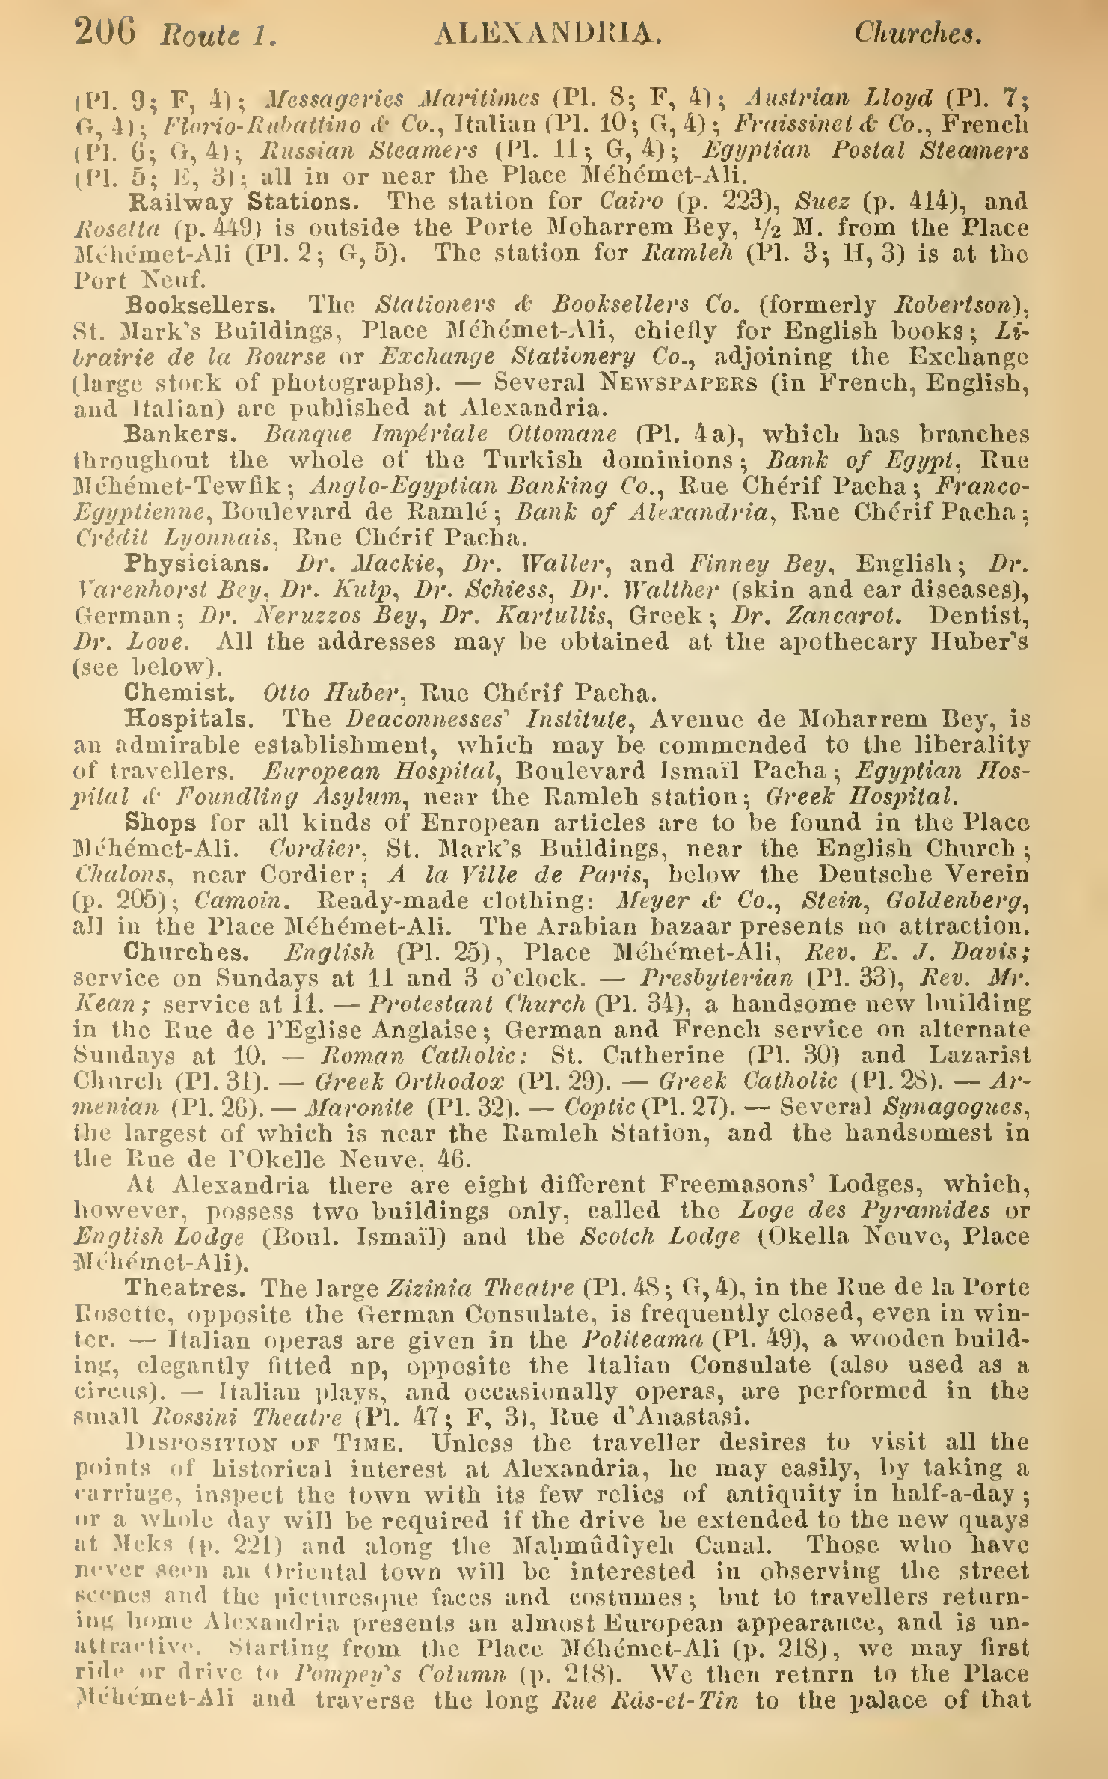 206 Route 1. ALEXANDRIA. Churches.
(Pl. 9; F, 4); Messageries Maritimes (Pl. 8; F, 4); Austrian Lloyd (Pl. 7;
G, 4); Florio-Rubattino & Co., Italian (Pl. 10; G, 4); Fraissinet & Co., French
(Pl. 6; G, 4); Russian Steamers (Pl. 11; G, 4); Egyptian Postal Steamers
(Pl. 5; E, 3); all in or near the Place Méhémet-Ali.
Railway Stations. The station for Cairo (p. 223), Suez (p. 414), and
Rosetta (p. 449) is outside the Porte Moharrem Bey, 1/2 M. from the Place
Méhémet-Ali (Pl. 2; G, 5). The station for Ramleh (Pl. 3; H, 3) is at the
Port Neuf.
Booksellers. The Stationers & Booksellers Co. (formerly Robertson),
St. Mark's Buildings, Place Méhémet-Ali, chiefly for English books; Li-
brairie de la Bourse or Exchange Stationery Co., adjoining the Exchange
(large stock of photographs). — Several NEWSPAPERS (in French, English,
and Italian) are published at Alexandria.
Bankers. Banque Impériale Ottomane (Pl. 4a), which has branches
throughout the whole of the Turkish dominions; Bank of Egypt, Rue
Méhémet-Tewfik; Anglo-Egyptian Banking Co., Rue Chérif Pacha; Franco-
Egyptienne, Boulevard de Ramlé; Bank of Alexandria, Rue Chérif Pacha;
Crédit Lyonnais, Rue Chérif Pacha.
Physicians. Dr. Mackie, Dr. Waller, and Finney Bey, English; Dr.
Varenhorst Bey, Dr. Kulp, Dr. Schiess, Dr. Walther (skin and ear diseases),
German; Dr. Neruzzos Bey, Dr. Kartullis, Greek; Dr. Zancarot. Dentist,
Dr. Love. All the addresses may be obtained at the apothecary Huber's
(see below).
Chemist. Otto Huber, Rue Chérif Pacha.
Hospitals. The Deaconnesses' Institute, Avenue de Moharrem Bey, is
an admirable establishment, which may be commended to the liberality
of travellers. European Hospital, Boulevard Ismaïl Pacha; Egyptian Hos-
pital & Foundling Asylum, near the Ramleh station; Greek Hospital.
Shops for all kinds of European articles are to be found in the Place
Méhémet-Ali. Cordier, St. Mark's Buildings, near the English Church;
Chalons, near Cordier; A la Ville de Paris, below the Deutsche Verein
(p. 205); Camoin. Ready-made clothing: Meyer & Co., Stein, Goldenberg,
all in the Place Méhémet-Ali. The Arabian bazaar presents no attraction.
Churches. English (Pl. 25), Place Méhémet-Ali, Rev. E. J. Davis;
service on Sundays at 11 and 3 o'clock. — Presbyterian (Pl. 33), Rev. Mr.
Kean; service at 11. — Protestant Church (Pl. 34), a handsome new building
in the Rue de l'Eglise Anglaise; German and French service on alternate
Sundays at 10. — Roman Catholic: St. Catherine (Pl. 30) and Lazarist
Church (Pl. 31). — Greek Orthodox (Pl. 29). — Greek Catholic (Pl. 28). — Ar-
menian (Pl. 26). — Maronite (Pl. 32). — Coptic (Pl. 27). — Several Synagogues,
the largest of which is near the Ramleh Station, and the handsomest in
the Rue de l'Okelle Neuve, 46.
At Alexandria there are eight different Freemasons' Lodges, which,
however, possess two buildings only, called the Loge des Pyramides or
English Lodge (Boul. Ismaïl) and the Scotch Lodge (Okella Neuve, Place
Méhémet-Ali).
Theatres. The large Zizinia Theatre (Pl. 48; G, 4), in the Rue de la Porte
Rosette, opposite the German Consulate, is frequently closed, even in win-
ter. — Italian operas are given in the Politeama (Pl. 49), a wooden build-
ing, elegantly fitted up, opposite the Italian Consulate (also used as a
circus). — Italian plays, and occasionally operas, are performed in the
small Rossini Theatre (Pl. 47; F, 3), Rue d'Anastasi.
DISPOSITION OF TIME. Unless the traveller desires to visit all the
points of historical interest at Alexandria, he may easily, by taking a
carriage, inspect the town with its few relics of antiquity in half-a-day;
or a whole day will be required if the drive be extended to the new quays
at Meks (p. 221) and along the Maḥmûdîyeh Canal. Those who have
never seen an Oriental town will be interested in observing the street
scenes and the picturesque faces and costumes; but to travellers return-
ing home Alexandria presents an almost European appearance, and is un-
attractive. Starting from the Place Méhémet-Ali (p. 218), we may first
ride or drive to Pompey's Column (p. 218). We then return to the Place
Méhémet-Ali and traverse the long Rue Râs-et-Tîn to the palace of that